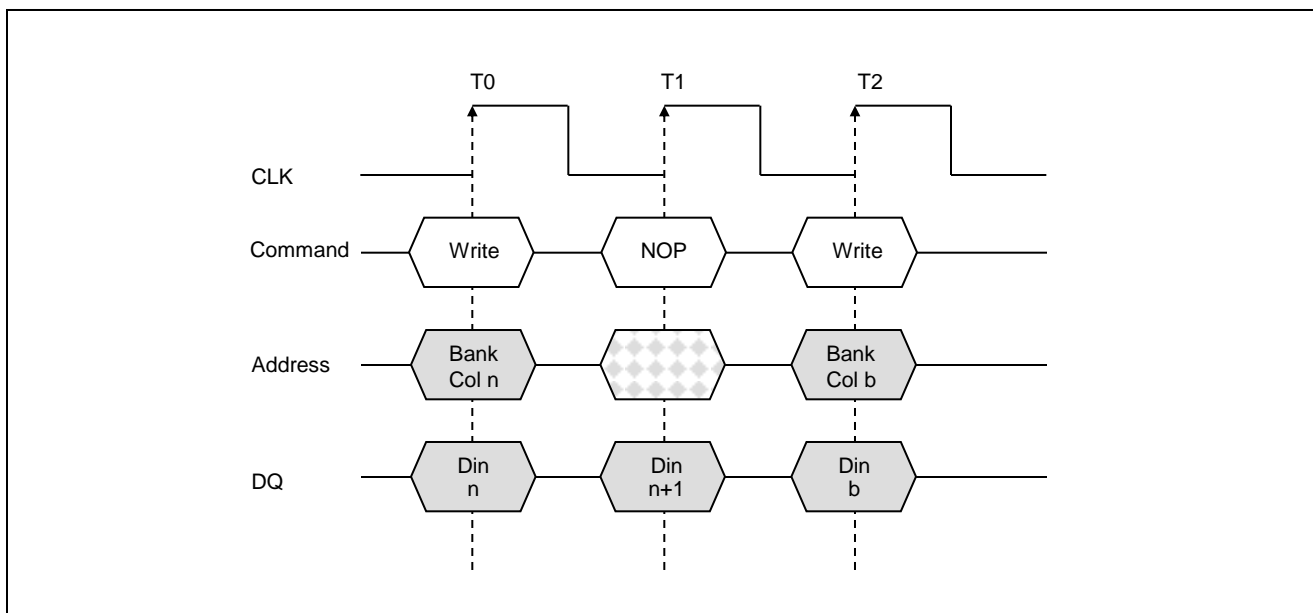 T0 T1 T2
CLK
Command Write NOP Write
Address Bank Col n Bank Col b
DQ Din n Din n+1 Din b